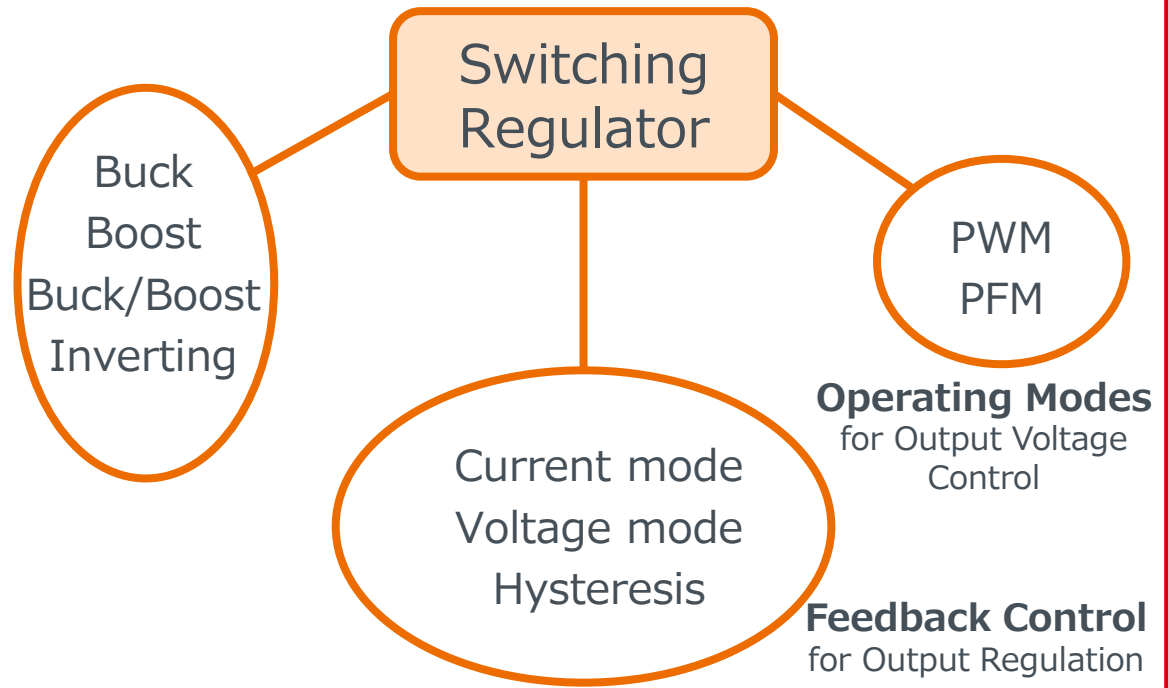 Switching
Regulator
Buck
Boost
Buck/Boost
Inverting
PWM
PFM
Operating Modes
for Output Voltage
Control
Current mode
Voltage mode
Hysteresis
Feedback Control
for Output Regulation